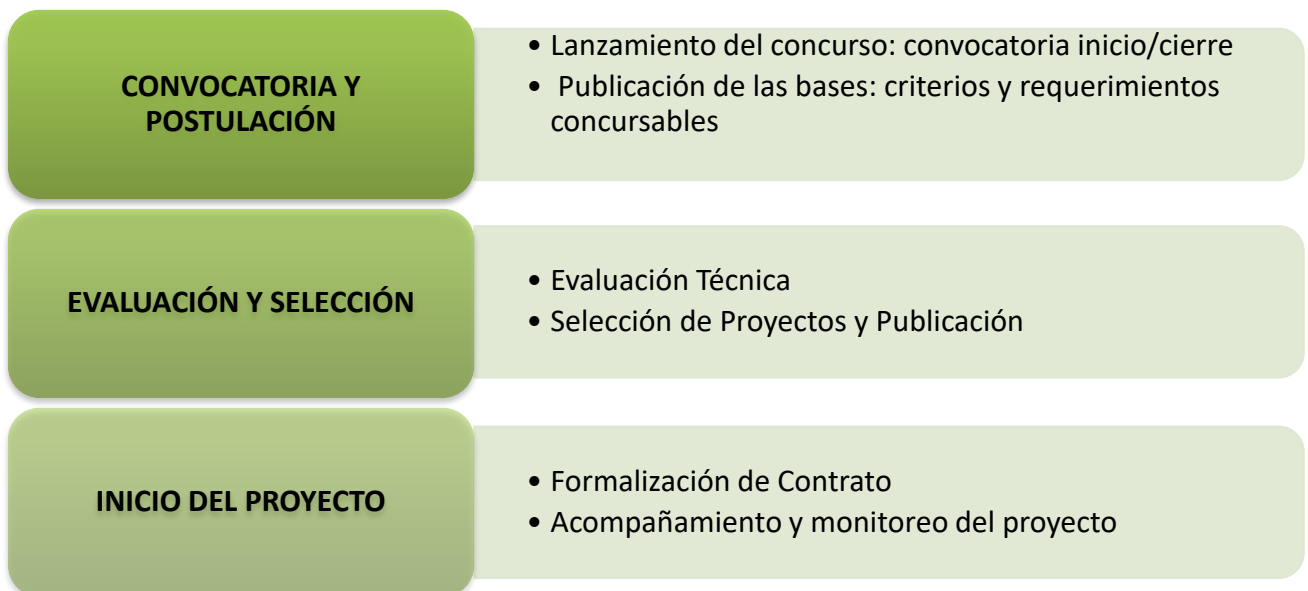 CONVOCATORIA Y
POSTULACIÓN
• Lanzamiento del concurso: convocatoria inicio/cierre
• Publicación de las bases: criterios y requerimientos
concursables
EVALUACIÓN Y SELECCIÓN
• Evaluación Técnica
• Selección de Proyectos y Publicación
INICIO DEL PROYECTO
• Formalización de Contrato
• Acompañamiento y monitoreo del proyecto